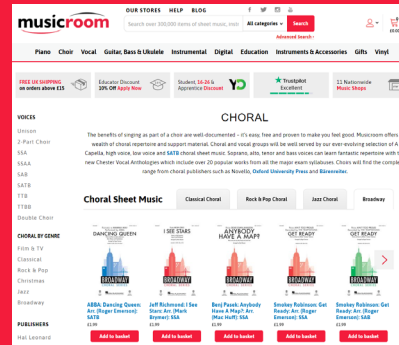 OUR STORES HELP BLOG
musicroom
Search over 300,000 items of sheet music, instr
All categories
Search
Advanced Search
£0.00
Piano Choir Vocal Guitar, Bass & Ukulele Instrumental Digital Education Instruments & Accessories Gifts Vinyl
FREE UK SHIPPING
on orders above £15
Educator Discount
10% Off Apply Now
Student, 16-26 &
Apprentice Discount
Trustpilot
Excellent
11 Nationwide
Music Shops
VOICES
Unison
2-Part Choir
SSA
SSAA
SAB
SATB
TTB
TTBB
Double Choir
CHORAL BY GENRE
Film & TV
Classical
Rock & Pop
Christmas
Jazz
Broadway
PUBLISHERS
Hal Leonard
CHORAL
The benefits of singing as part of a choir are well-documented - it's easy, free and proven to make you feel good. Musicroom offers
wealth of choral repertoire and support material. Choral and vocal groups will be well served by our ever-evolving selection of A
Capella, high voice, low voice and SATB choral sheet music. Soprano, alto, tenor and bass voices can learn fantastic repertoire with t
new Chester Vocal Anthologies which include over 20 popular works from all the major exam syllabuses. Choirs will find the compl
range from choral publishers such as Novello, Oxford University Press and Bärenreiter.
Choral Sheet Music
Classical Choral
Rock & Pop Choral
Jazz Choral
Broadway
DANCING QUEEN
BROADWAY
ABBA: Dancing Queen:
Arr. (Roger Emerson):
SATB
£1.99
Add to basket
I SEE STARS
BROADWAY
Jeff Richmond: I See
Stars: Arr. (Mark
Brymer): SSA
£1.99
Add to basket
ANYBODY
HAVE A MAP?
BROADWAY
Benj Pasek: Anybody
Have A Map?: Arr.
(Mac Huff): SSA
£1.99
Add to basket
GET READY
BROADWAY
Smokey Robinson: Get
Ready: Arr. (Roger
Emerson): SSA
£1.99
Add to basket
GET READY
BROADWAY
Smokey Robinson: Get
Ready: Arr. (Roger
Emerson): SAB
£1.99
Add to basket